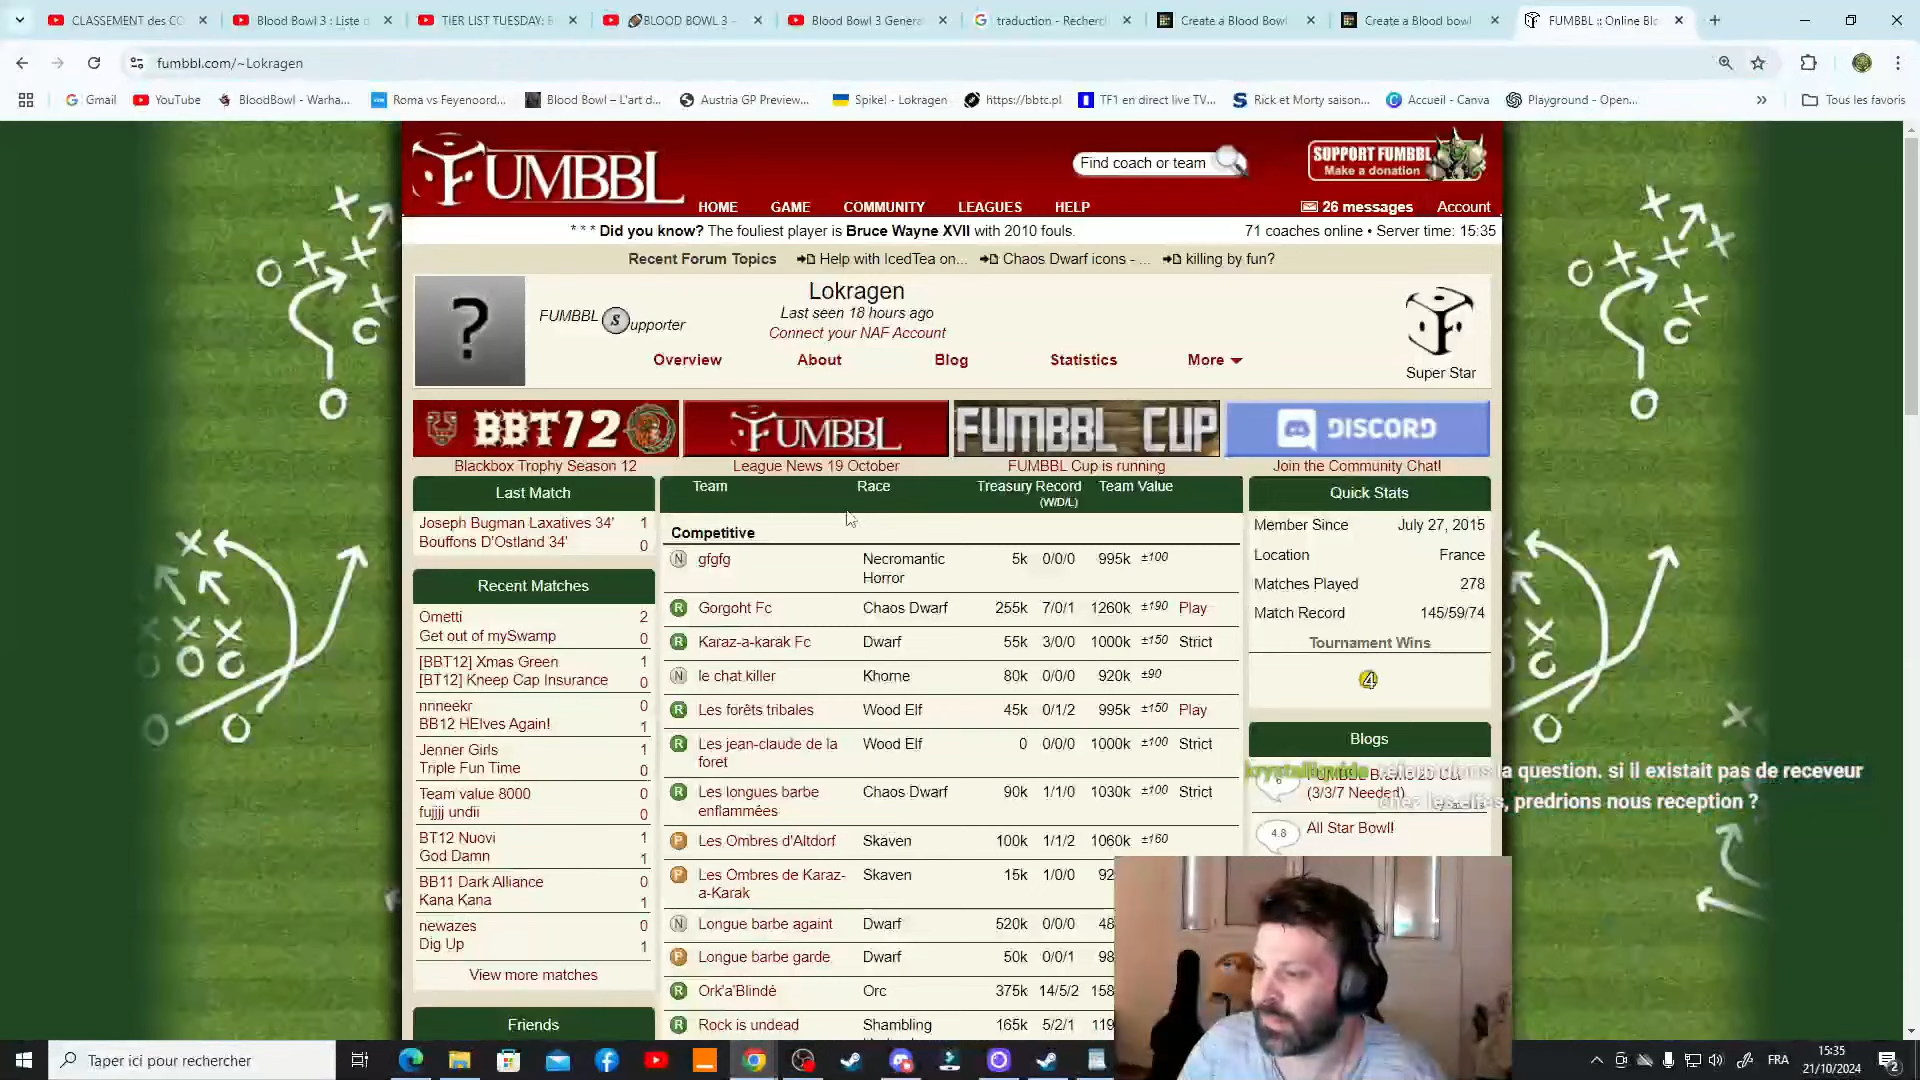 CLASSEMENT des CO
Blood Bowl 3 : Liste d
TIER LIST TUESDAY: B
🏈BLOOD BOWL 3 –
Blood Bowl 3 Genera
traduction - Recherc
Create a Blood Bowl
Create a Blood bowl
FUMBBL :: Online Blo
fumbbl.com/~Lokragen
Gmail
YouTube
BloodBowl - Warha...
Roma vs Feyenoord...
Blood Bowl – L'art d...
Austria GP Preview...
Spike! - Lokragen
https://bbtc.pl
TF1 en direct live TV...
Rick et Morty saison...
Accueil - Canva
Playground - Open...
Tous les favoris
FUMBBL
Find coach or team
SUPPORT FUMBBL
Make a donation
HOME GAME COMMUNITY LEAGUES HELP
26 messages Account
* * * Did you know? The fouliest player is Bruce Wayne XVII with 2010 fouls.
71 coaches online • Server time: 15:35
Recent Forum Topics Help with IcedTea on... Chaos Dwarf icons - ... killing by fun?
?
FUMBBL Supporter
Lokragen
Last seen 18 hours ago
Connect your NAF Account
Overview About Blog Statistics More
Super Star
BBT12
FUMBBL
FUMBBL CUP
DISCORD
Blackbox Trophy Season 12
League News 19 October
FUMBBL Cup is running
Join the Community Chat!
Last Match
Joseph Bugman Laxatives 34' 1
Bouffons D'Ostland 34' 0
Recent Matches
Ometti 2
Get out of mySwamp 0
[BBT12] Xmas Green 1
[BT12] Kneep Cap Insurance 0
nnneekr 0
BB12 HElves Again! 1
Jenner Girls 1
Triple Fun Time 0
Team value 8000 0
fujjjj undii 0
BT12 Nuovi 1
God Damn 1
BB11 Dark Alliance 0
Kana Kana 1
newazes 0
Dig Up 1
View more matches
Friends
Team Race Treasury Record Team Value
(W/D/L)
Competitive
N gfgfg Necromantic 5k 0/0/0 995k ±100
Horror
R Gorgoht Fc Chaos Dwarf 255k 7/0/1 1260k ±190 Play
R Karaz-a-karak Fc Dwarf 55k 3/0/0 1000k ±150 Strict
N le chat killer Khorne 80k 0/0/0 920k ±90
R Les forêts tribales Wood Elf 45k 0/1/2 995k ±150 Play
R Les jean-claude de la Wood Elf 0 0/0/0 1000k ±100 Strict
foret
R Les longues barbe Chaos Dwarf 90k 1/1/0 1030k ±100 Strict
enflammées
P Les Ombres d'Altdorf Skaven 100k 1/1/2 1060k ±160
P Les Ombres de Karaz- Skaven 15k 1/0/0 92
a-Karak
N Longue barbe againt Dwarf 520k 0/0/0 48
P Longue barbe garde Dwarf 50k 0/0/1 98
R Ork'a'Blindé Orc 375k 14/5/2 158
R Rock is undead Shambling 165k 5/2/1 119
Quick Stats
Member Since July 27, 2015
Location France
Matches Played 278
Match Record 145/59/74
Tournament Wins
4
Blogs
(3/3/7 Needed)
4.8 All Star Bowl!
la question. si il existait pas de receveur
predrions nous reception ?
Taper ici pour rechercher
FRA
15:35
21/10/2024
2